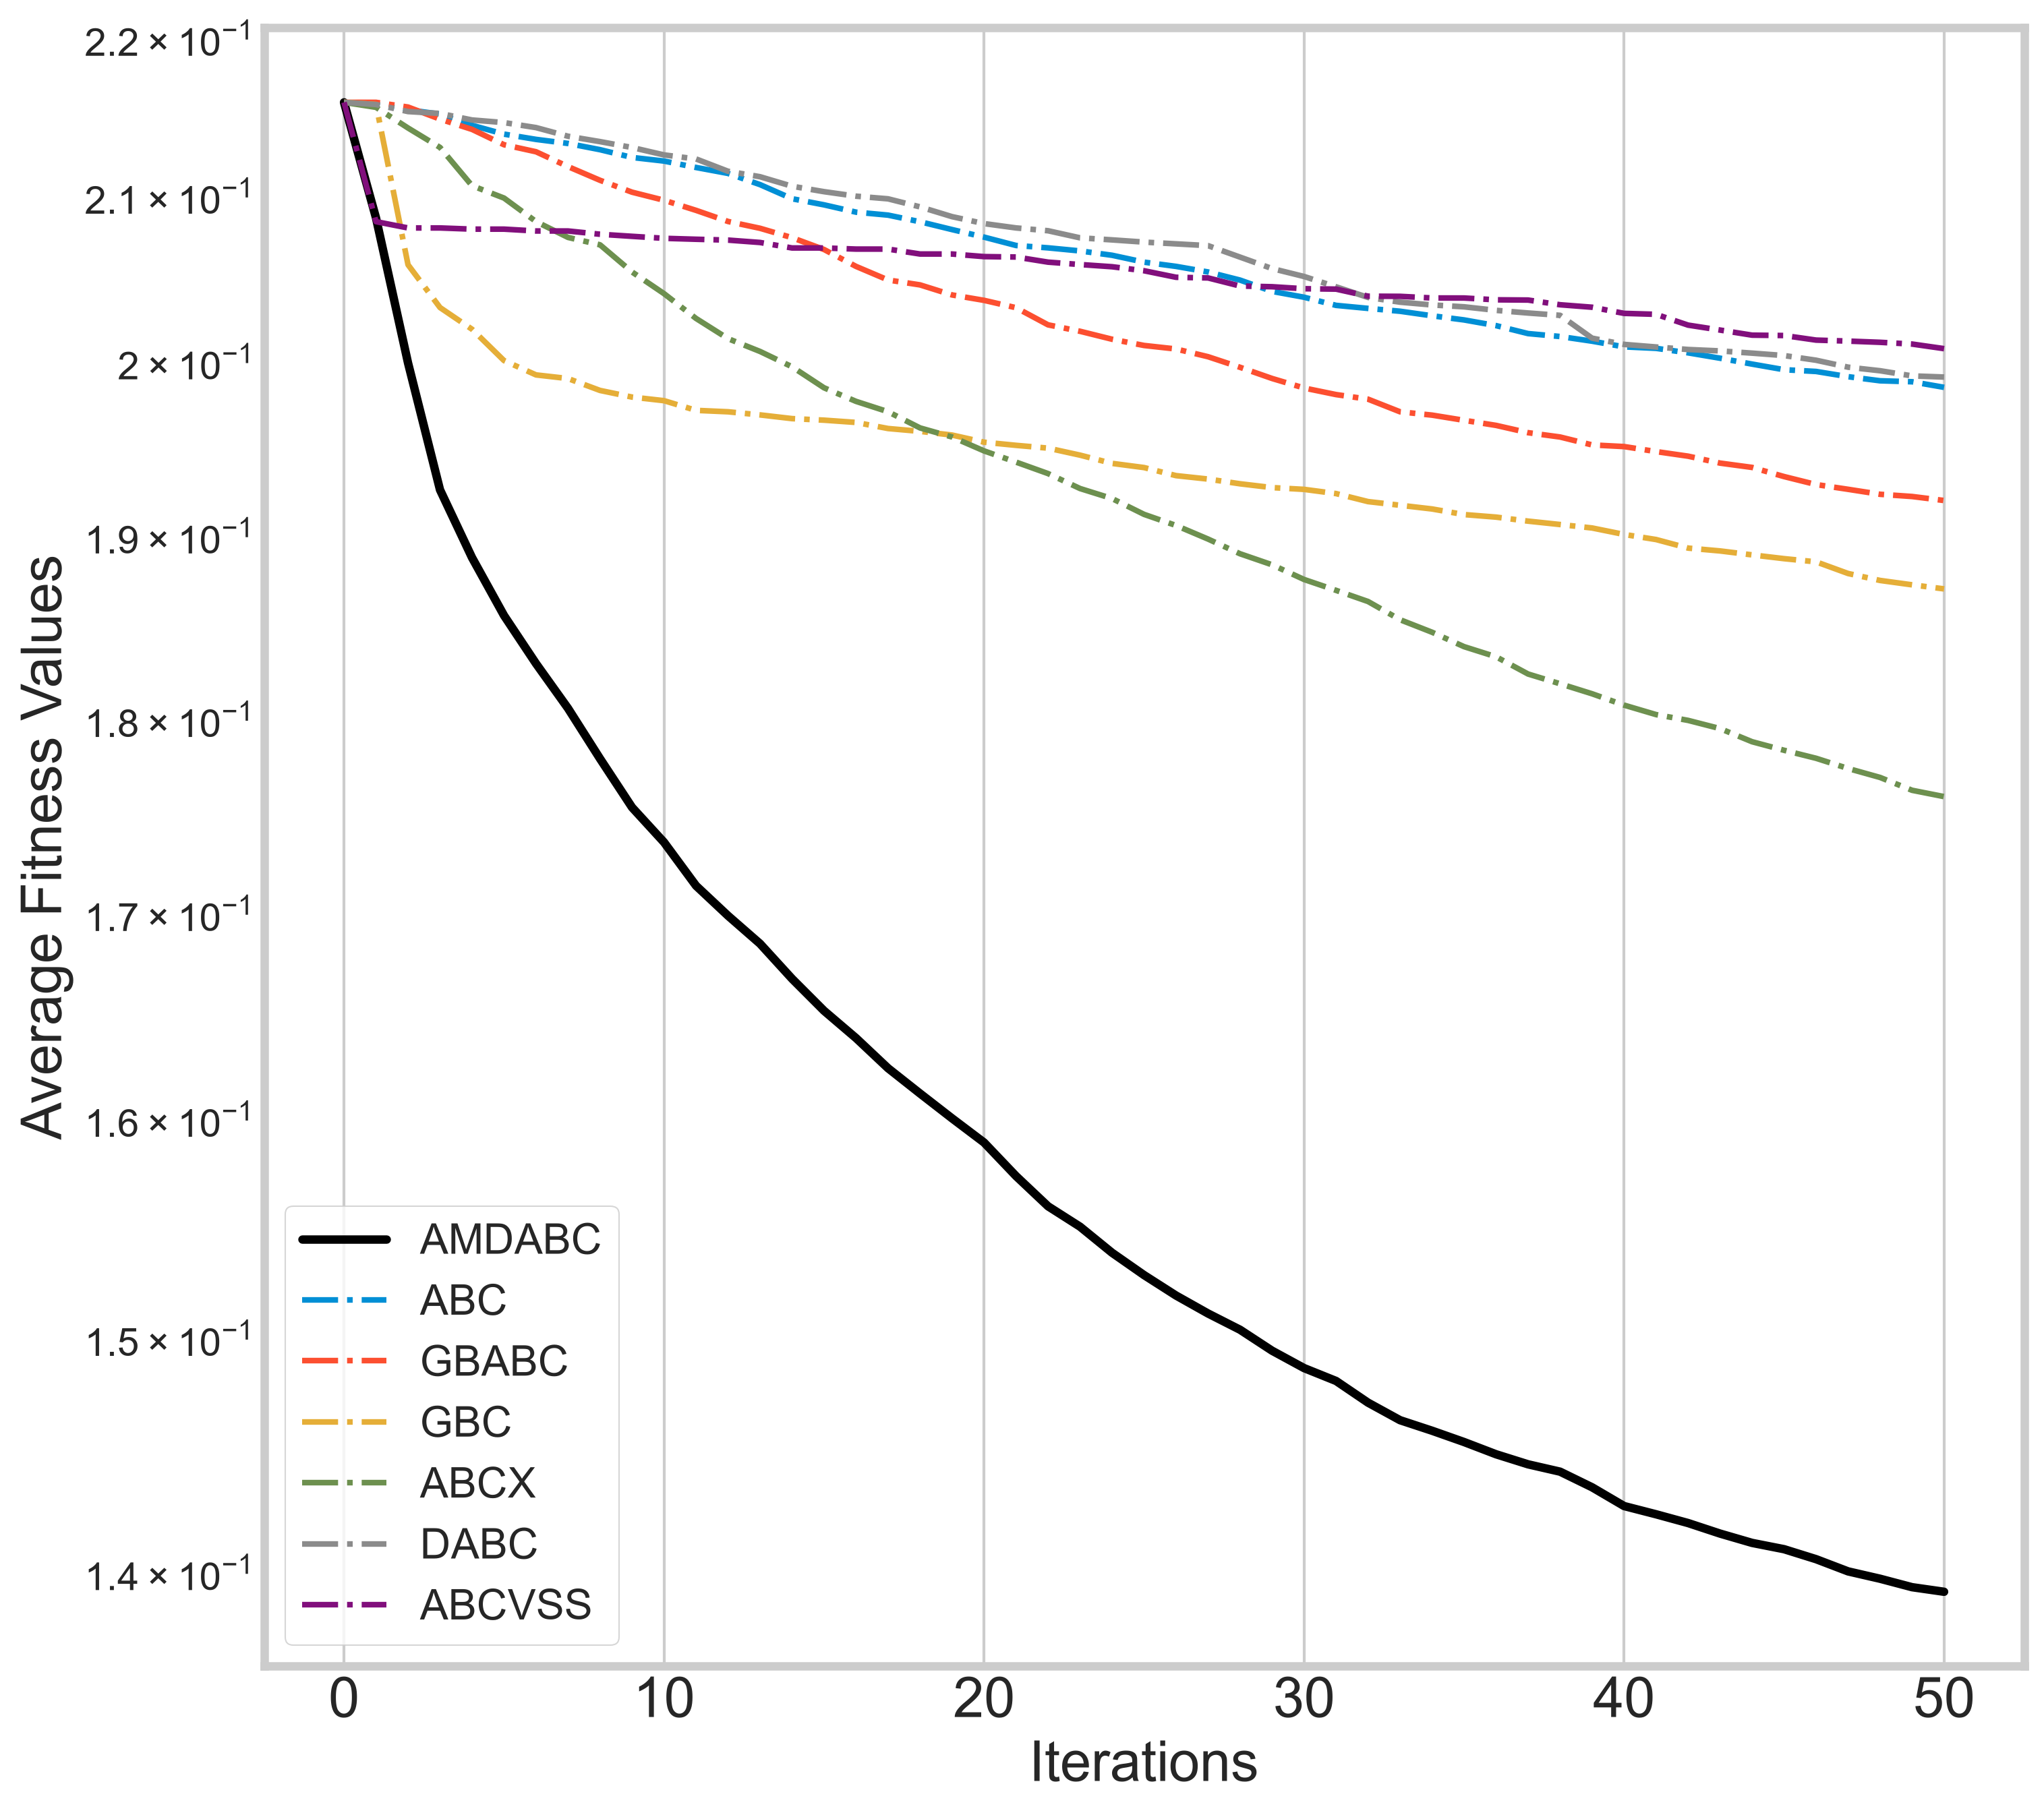 2.2 × 10⁻¹
2.1 × 10⁻¹
2 × 10⁻¹
1.9 × 10⁻¹
1.8 × 10⁻¹
1.7 × 10⁻¹
1.6 × 10⁻¹
1.5 × 10⁻¹
1.4 × 10⁻¹
Average Fitness Values
AMDABC
ABC
GBABC
GBC
ABCX
DABC
ABCVSS
0 10 20 30 40 50
Iterations